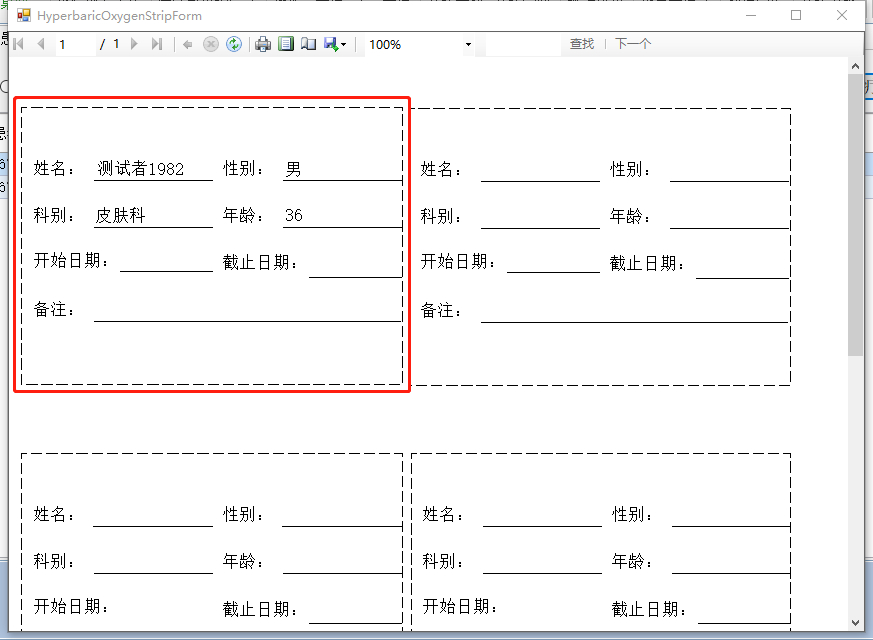 HyperbaricOxygenStripForm
1 / 1 100% 查找 | 下一个
姓名： 测试者1982 性别： 男
科别： 皮肤科 年龄： 36
开始日期： 截止日期：
备注：
姓名： 性别：
科别： 年龄：
开始日期： 截止日期：
备注：
姓名： 性别：
科别： 年龄：
开始日期： 截止日期：
姓名： 性别：
科别： 年龄：
开始日期： 截止日期：